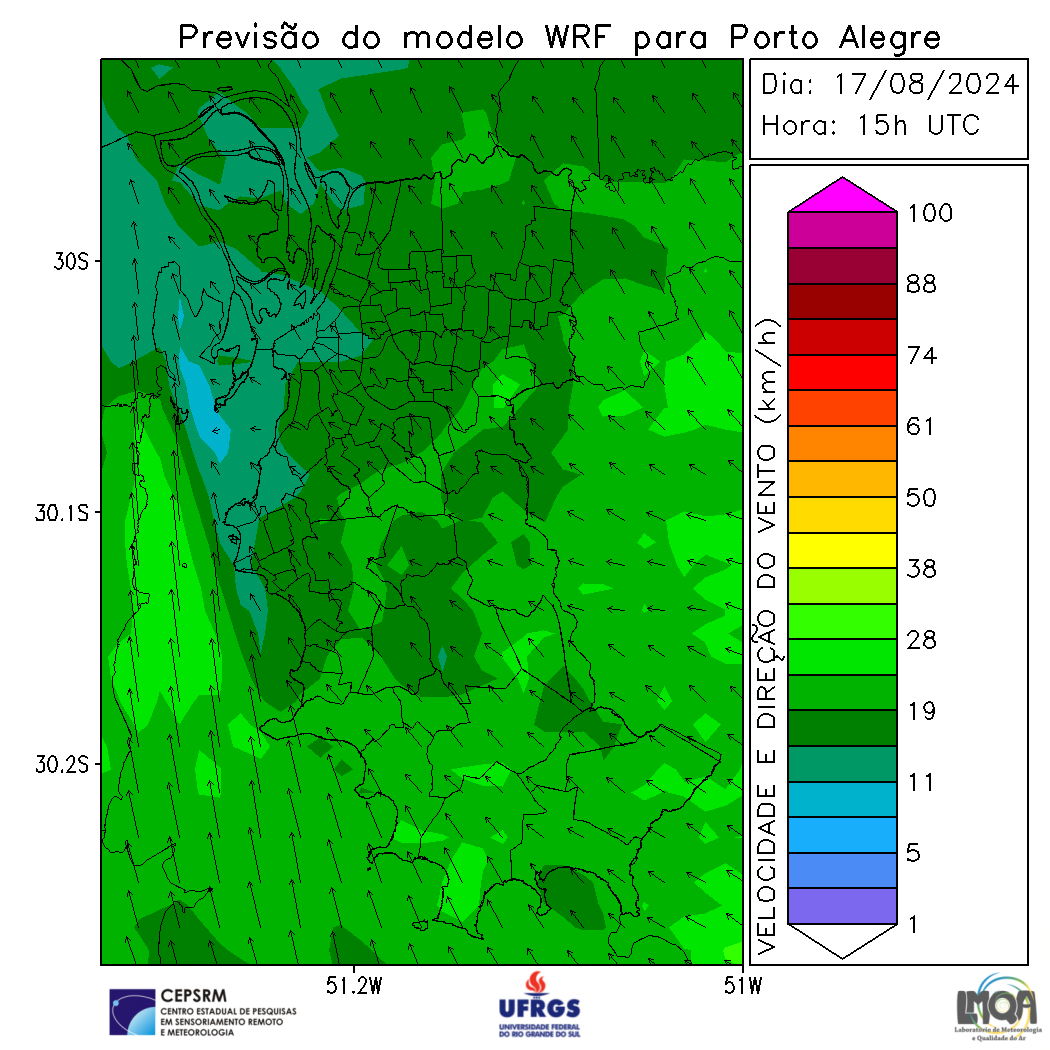 Previsão do modelo WRF para Porto Alegre
Dia: 17/08/2024
Hora: 15h UTC
30S
30.1S
30.2S
51.2W
51W
VELOCIDADE E DIREÇÃO DO VENTO (km/h)
100
88
74
61
50
38
28
19
11
5
1
CEPSRM
CENTRO ESTADUAL DE PESQUISAS
EM SENSORIAMENTO REMOTO
E METEOROLOGIA
UFRGS
UNIVERSIDADE FEDERAL
DO RIO GRANDE DO SUL
LMQA
Laboratório de Meteorologia
e Qualidade do Ar